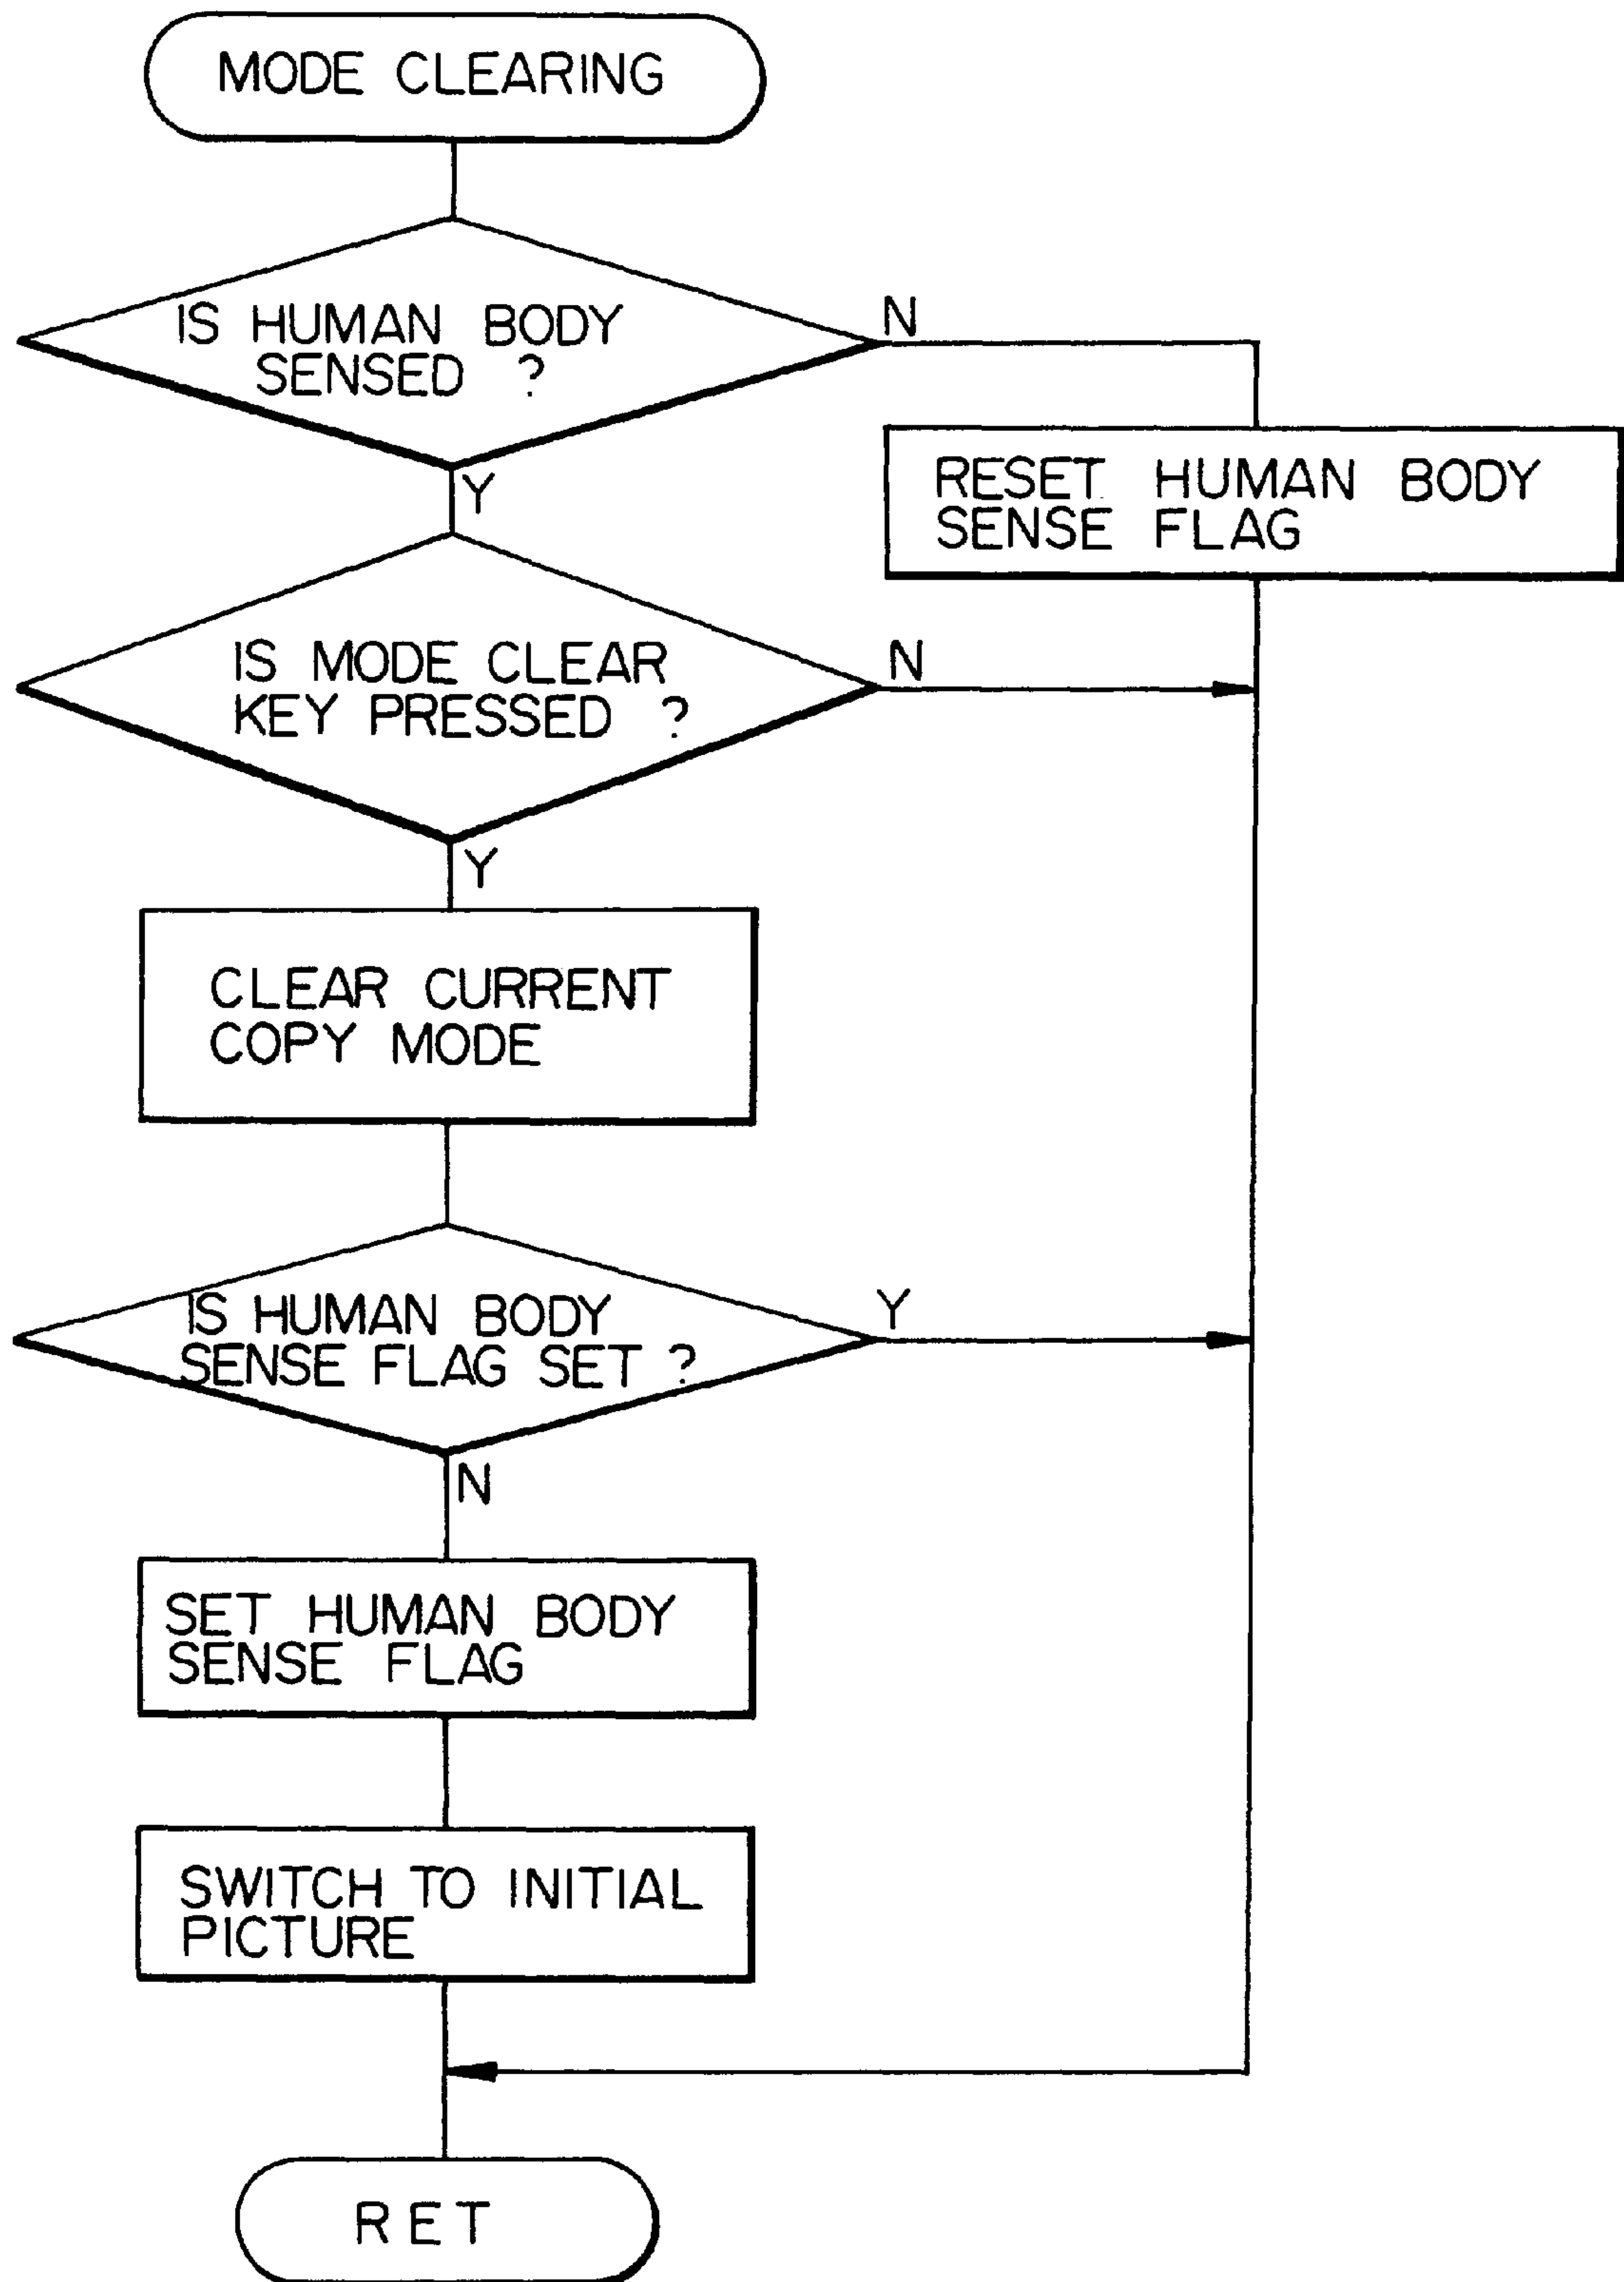 MODE CLEARING
IS HUMAN BODY
SENSED ?
N
Y
RESET HUMAN BODY
SENSE FLAG
IS MODE CLEAR
KEY PRESSED ?
N
Y
CLEAR CURRENT
COPY MODE
IS HUMAN BODY
SENSE FLAG SET ?
Y
N
SET HUMAN BODY
SENSE FLAG
SWITCH TO INITIAL
PICTURE
RET